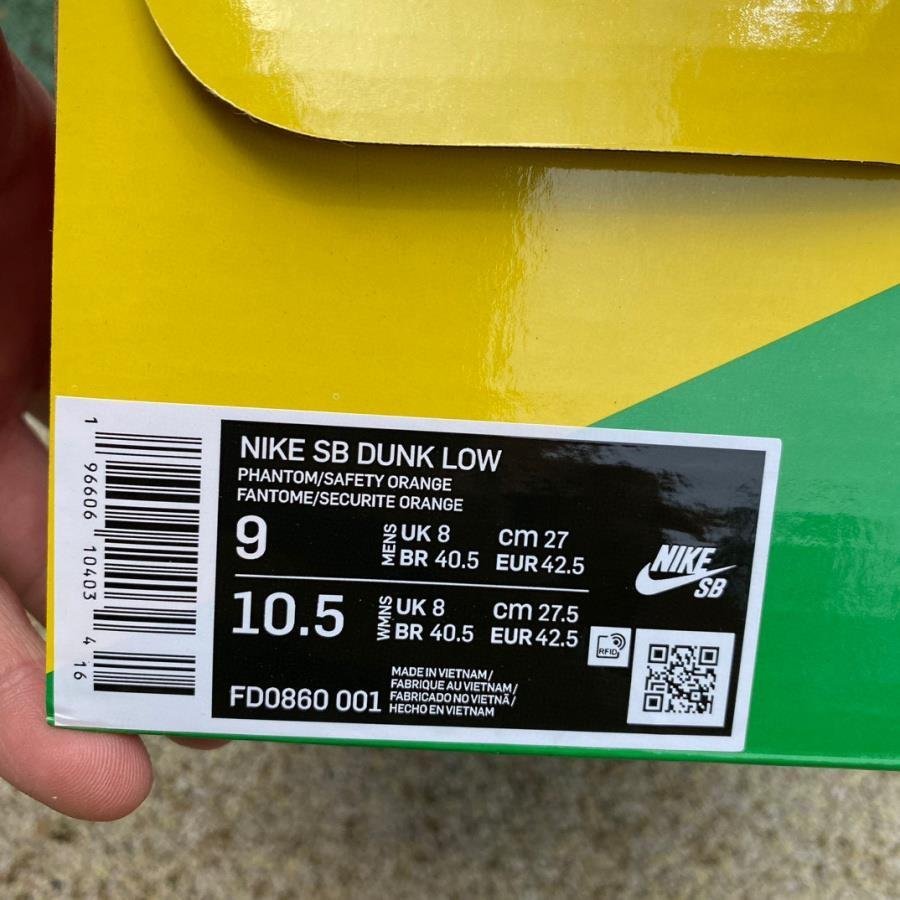 NIKE SB DUNK LOW
PHANTOM/SAFETY ORANGE
FANTOME/SECURITE ORANGE
9 MENS UK 8 cm 27
BR 40.5 EUR 42.5
10.5 WMNS UK 8 cm 27.5
BR 40.5 EUR 42.5
FD0860 001
MADE IN VIETNAM/
FABRIQUE AU VIETNAM/
FABRICADO NO VIETNÃ/
HECHO EN VIETNAM
RFID
NIKE
SB
1 96606 10403 4 16